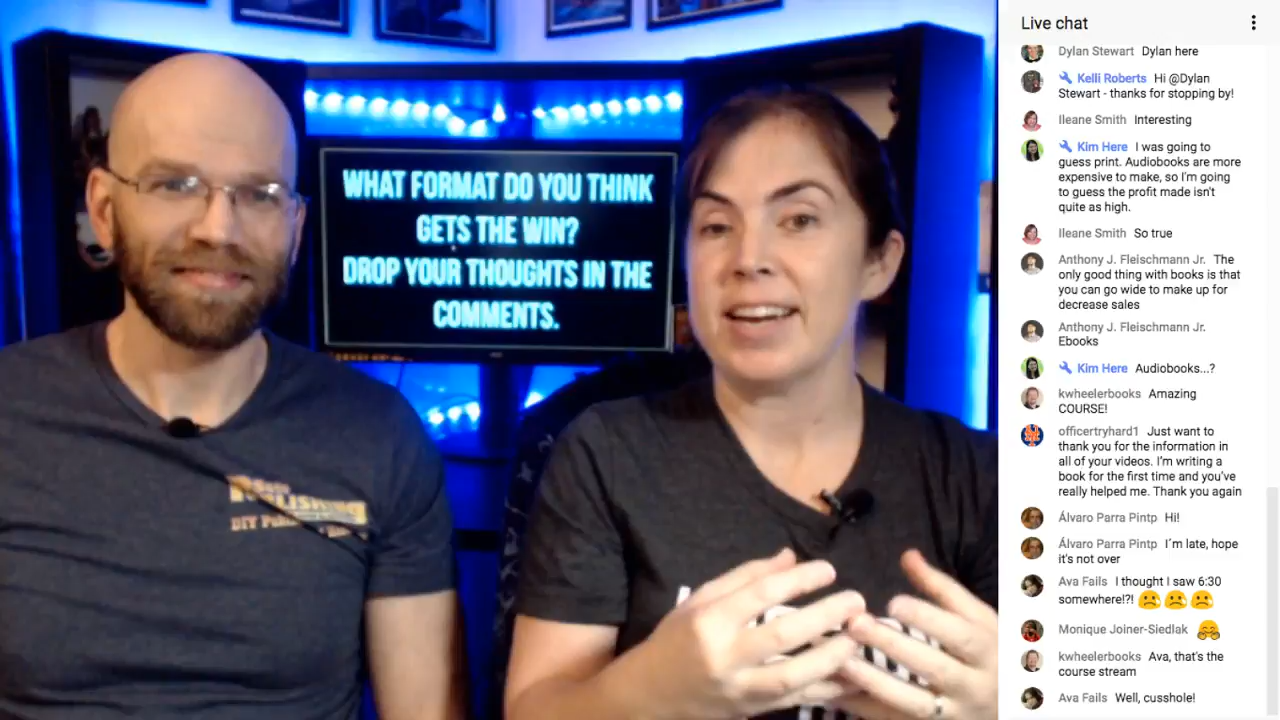 WHAT FORMAT DO YOU THINK
GETS THE WIN?
DROP YOUR THOUGHTS IN THE
COMMENTS.
PUBLISHING
DIY
Live chat
Dylan Stewart Dylan here
Kelli Roberts Hi @Dylan
Stewart - thanks for stopping by!
Ileane Smith Interesting
Kim Here I was going to
guess print. Audiobooks are more
expensive to make, so I'm going
to guess the profit made isn't
quite as high.
Ileane Smith So true
Anthony J. Fleischmann Jr. The
only good thing with books is that
you can go wide to make up for
decrease sales
Anthony J. Fleischmann Jr.
Ebooks
Kim Here Audiobooks...?
kwheelerbooks Amazing
COURSE!
officertryhard1 Just want to
thank you for the information in
all of your videos. I'm writing a
book for the first time and you've
really helped me. Thank you again
Álvaro Parra Pintp Hi!
Álvaro Parra Pintp I´m late, hope
it's not over
Ava Fails I thought I saw 6:30
somewhere!?! ☹️ ☹️ ☹️
Monique Joiner-Siedlak 🤗
kwheelerbooks Ava, that's the
course stream
Ava Fails Well, cusshole!